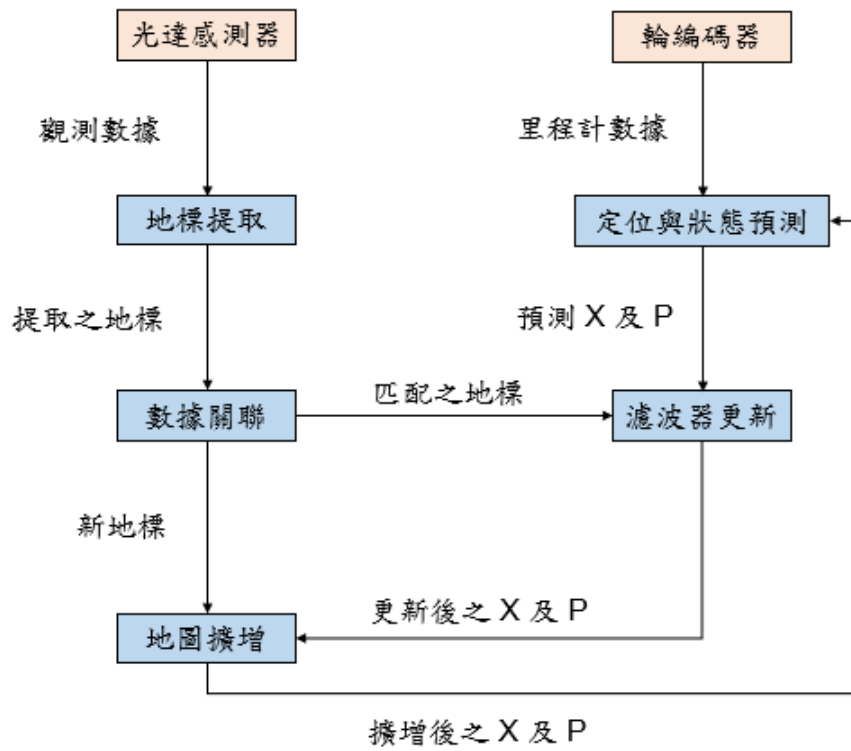 光達感測器
輪編碼器
觀測數據
里程計數據
地標提取
定位與狀態預測
提取之地標
預測 X 及 P
匹配之地標
數據關聯
濾波器更新
新地標
更新後之 X 及 P
地圖擴增
擴增後之 X 及 P